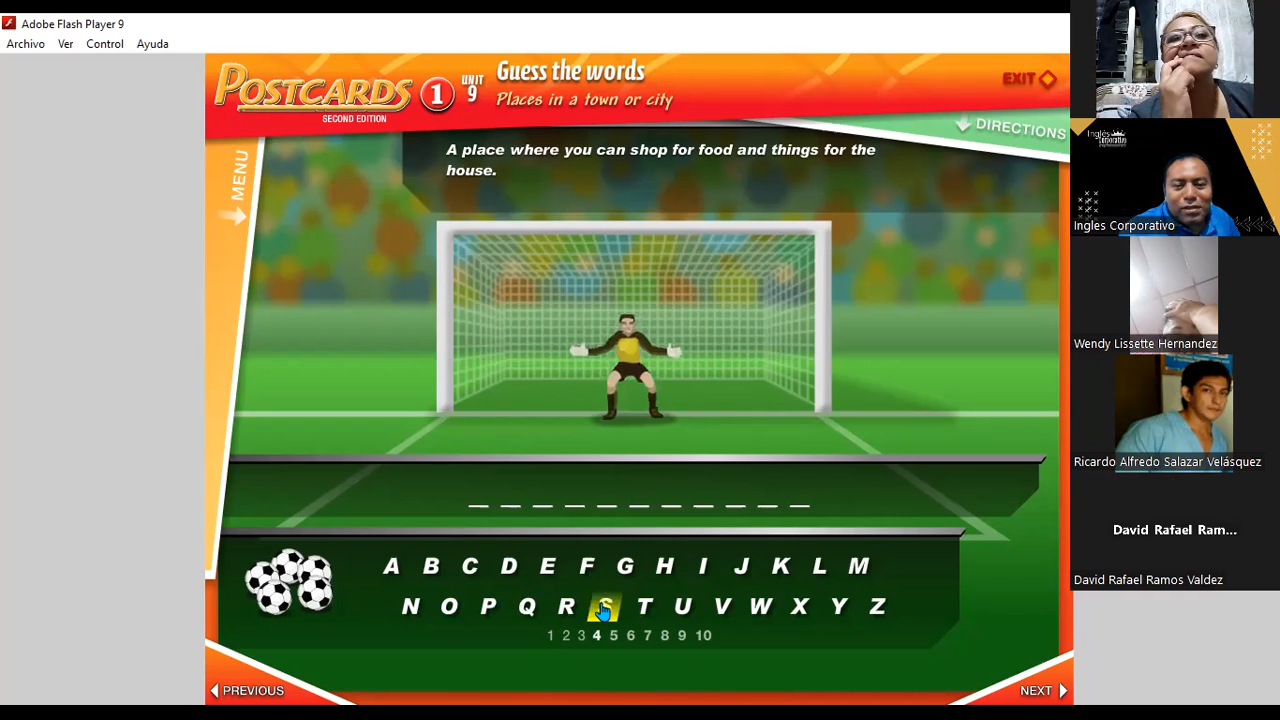 Adobe Flash Player 9
Archivo Ver Control Ayuda
POSTCARDS 1 UNIT 9
SECOND EDITION
Guess the words
Places in a town or city
EXIT
DIRECTIONS
MENU
A place where you can shop for food and things for the
house.
A B C D E F G H I J K L M
N O P Q R S T U V W X Y Z
1 2 3 4 5 6 7 8 9 10
PREVIOUS
NEXT
Inglés
Ingles Corporativo
Wendy Lissette Hernandez
Ricardo Alfredo Salazar Velásquez
David Rafael Ram...
David Rafael Ramos Valdez